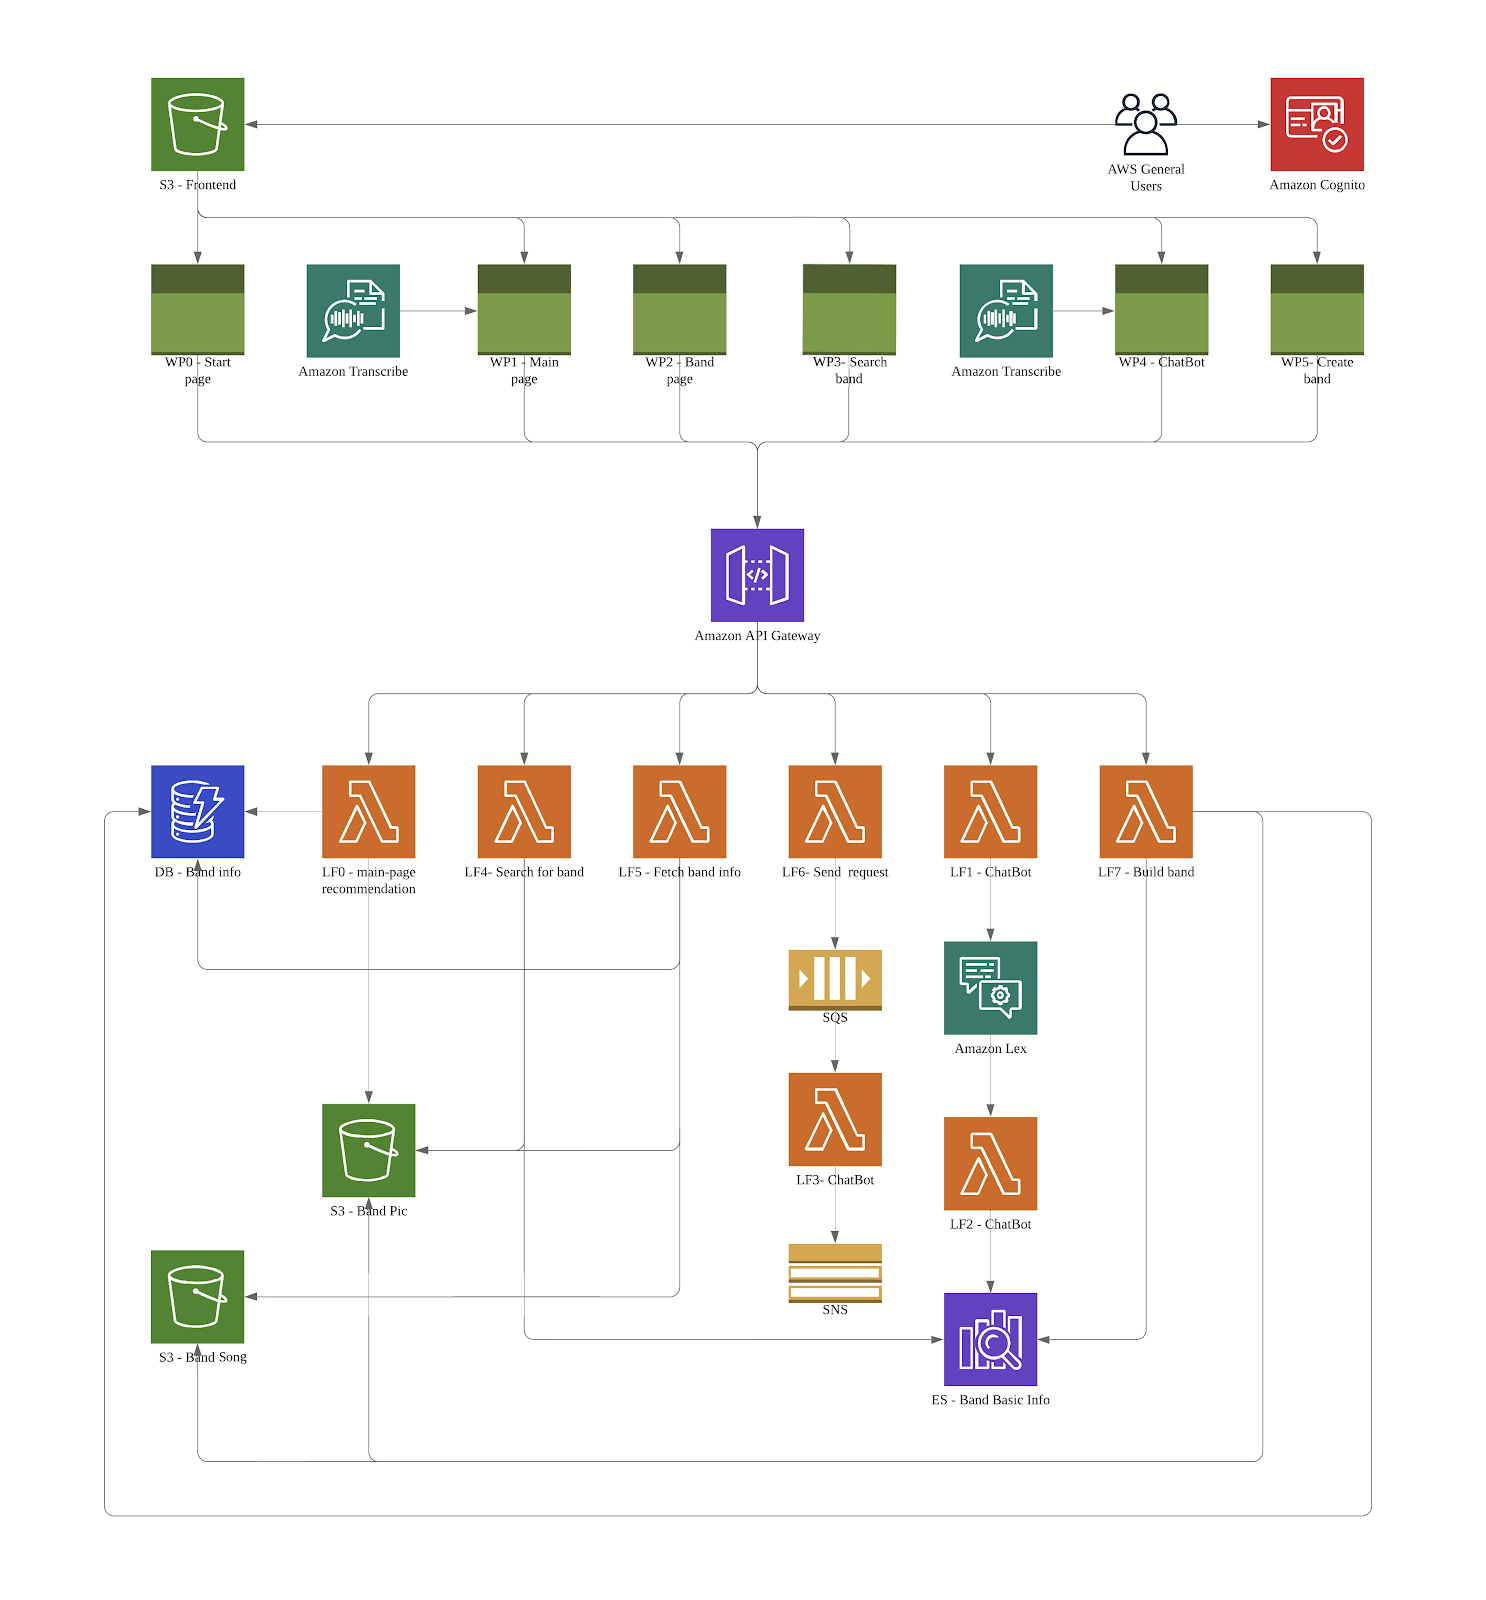 S3 - Frontend
AWS General
Users
Amazon Cognito
WP0 - Start
page
Amazon Transcribe
WP1 - Main
page
WP2 - Band
page
WP3- Search
band
Amazon Transcribe
WP4 - ChatBot
WP5- Create
band
Amazon API Gateway
DB - Band info
LF0 - main-page
recommendation
LF4- Search for band
LF5 - Fetch band info
LF6- Send  request
LF1 - ChatBot
LF7 - Build band
SQS
Amazon Lex
LF3- ChatBot
S3 - Band Pic
LF2 - ChatBot
SNS
S3 - Band Song
ES - Band Basic Info